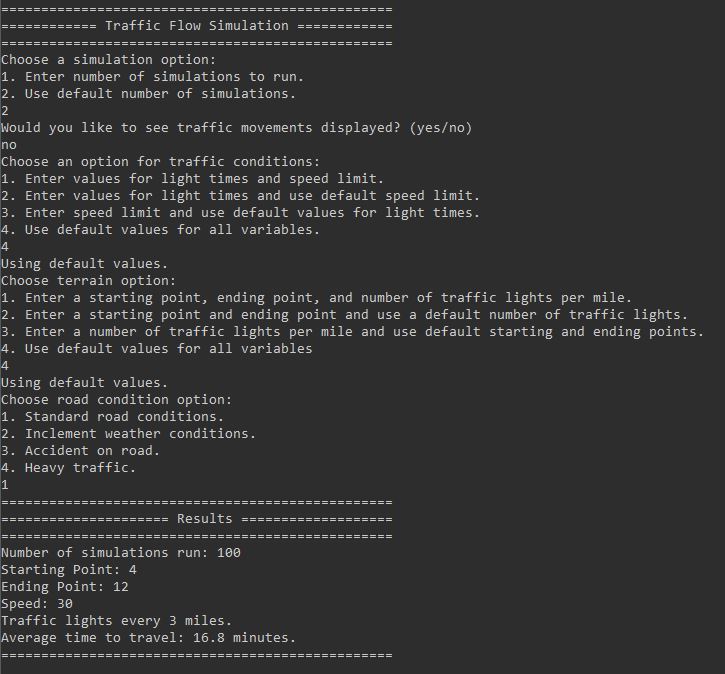 =================================================
============ Traffic Flow Simulation ============
=================================================
Choose a simulation option:
1. Enter number of simulations to run.
2. Use default number of simulations.
2
Would you like to see traffic movements displayed? (yes/no)
no
Choose an option for traffic conditions:
1. Enter values for light times and speed limit.
2. Enter values for light times and use default speed limit.
3. Enter speed limit and use default values for light times.
4. Use default values for all variables.
4
Using default values.
Choose terrain option:
1. Enter a starting point, ending point, and number of traffic lights per mile.
2. Enter a starting point and ending point and use a default number of traffic lights.
3. Enter a number of traffic lights per mile and use default starting and ending points.
4. Use default values for all variables
4
Using default values.
Choose road condition option:
1. Standard road conditions.
2. Inclement weather conditions.
3. Accident on road.
4. Heavy traffic.
1
=================================================
===================== Results ===================
=================================================
Number of simulations run: 100
Starting Point: 4
Ending Point: 12
Speed: 30
Traffic lights every 3 miles.
Average time to travel: 16.8 minutes.
=================================================